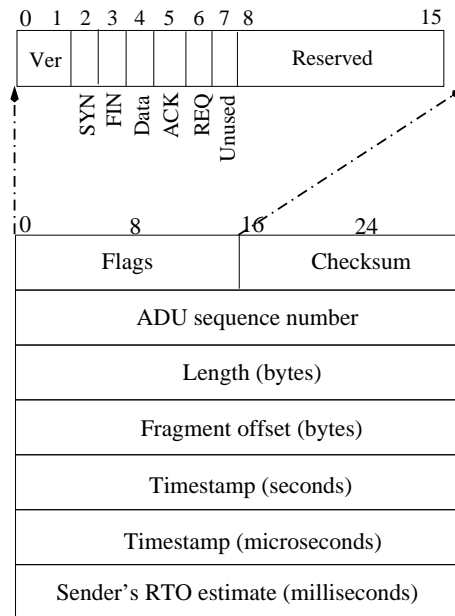 0 1 2 3 4 5 6 7 8 15
Ver Reserved
SYN FIN Data ACK REQ Unused
0 8 16 24
Flags Checksum
ADU sequence number
Length (bytes)
Fragment offset (bytes)
Timestamp (seconds)
Timestamp (microseconds)
Sender's RTO estimate (milliseconds)